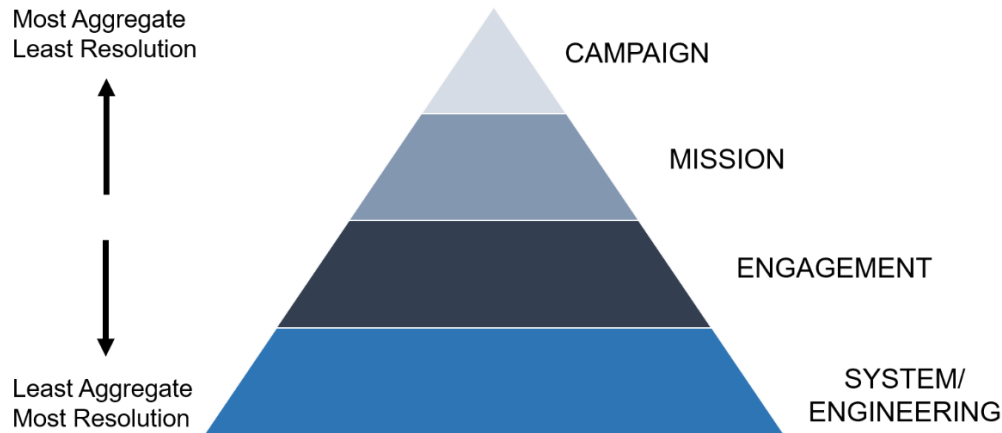 Most Aggregate
Least Resolution
CAMPAIGN
MISSION
ENGAGEMENT
Least Aggregate
Most Resolution
SYSTEM/
ENGINEERING